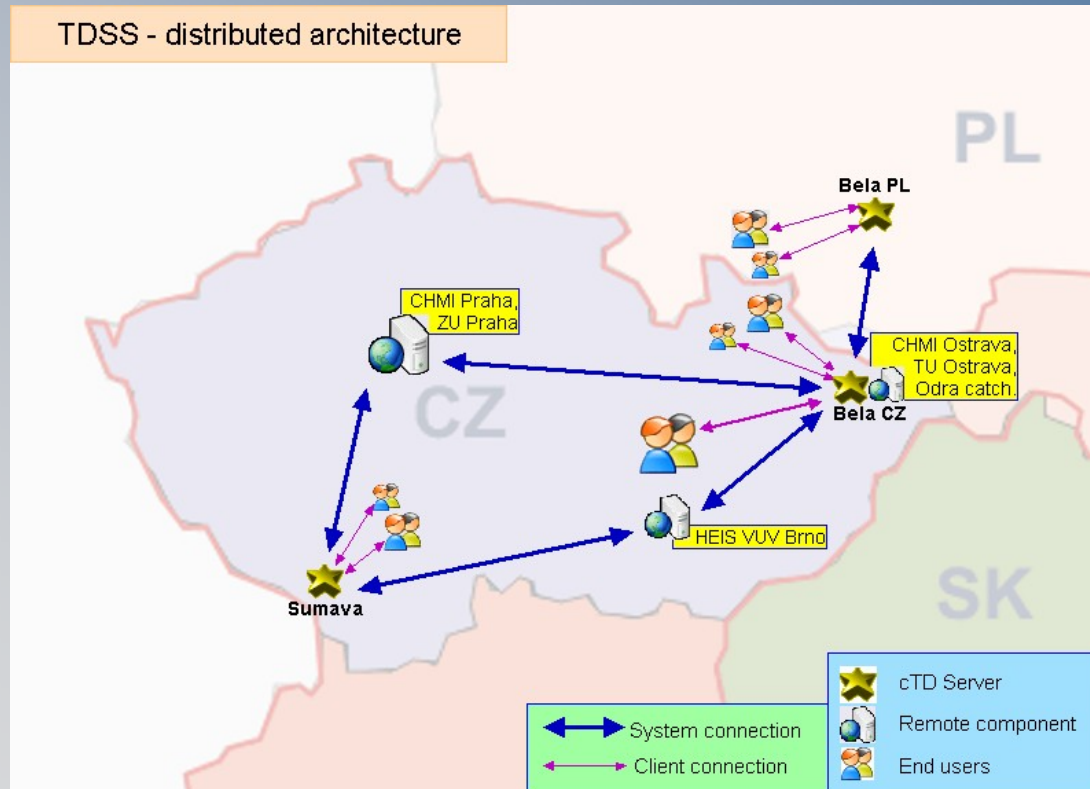 TDSS - distributed architecture
PL
Bela PL
CHMI Praha,
ZU Praha
CHMI Ostrava,
TU Ostrava,
Odra catch.
CZ
Bela CZ
HEIS VUV Brno
Sumava
SK
cTD Server
System connection
Remote component
Client connection
End users